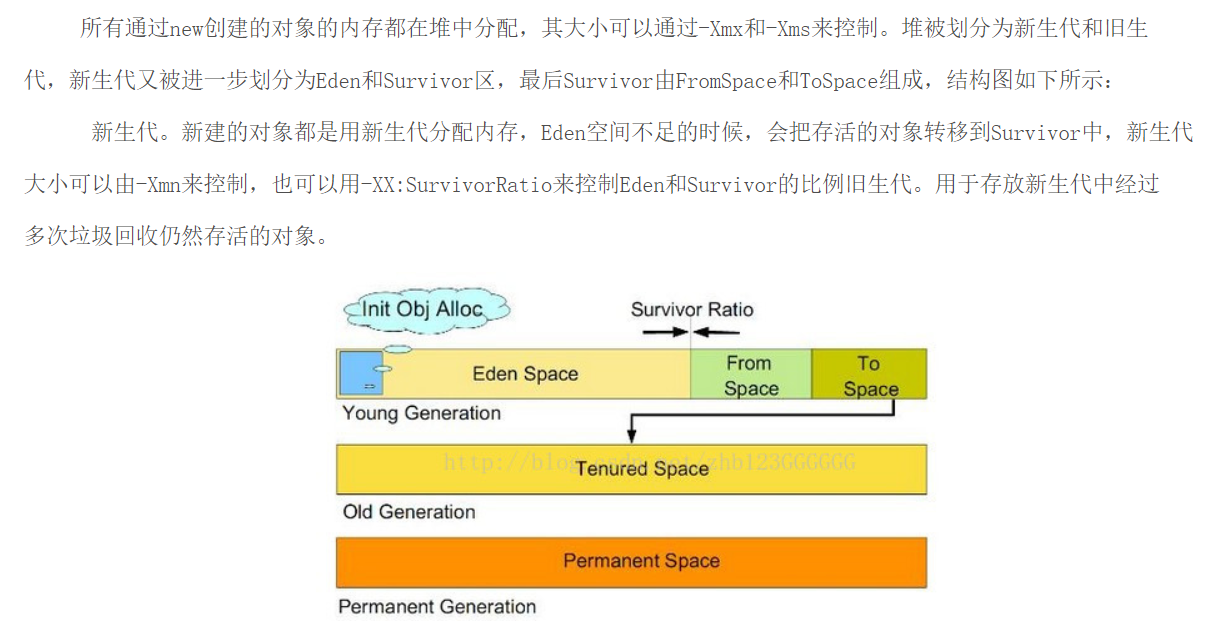 所有通过new创建的对象的内存都在堆中分配，其大小可以通过-Xmx和-Xms来控制。堆被划分为新生代和旧生
代，新生代又被进一步划分为Eden和Survivor区，最后Survivor由FromSpace和ToSpace组成，结构图如下所示：
新生代。新建的对象都是用新生代分配内存，Eden空间不足的时候，会把存活的对象转移到Survivor中，新生代
大小可以由-Xmn来控制，也可以用-XX:SurvivorRatio来控制Eden和Survivor的比例旧生代。用于存放新生代中经过
多次垃圾回收仍然存活的对象。
Init Obj Alloc
Survivor Ratio
Eden Space
From
Space
To
Space
Young Generation
http://blog.csdn.net/zhb123GGGGGG
Tenured Space
Old Generation
Permanent Space
Permanent Generation